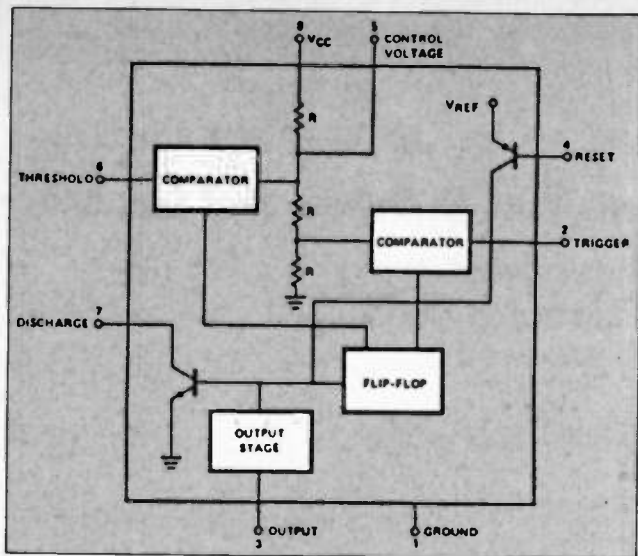 8 VCC
5 CONTROL
VOLTAGE
R
VREF
4
RESET
6
THRESHOLD
COMPARATOR
R
2
COMPARATOR
TRIGGER
R
7
DISCHARGE
FLIP-FLOP
OUTPUT
STAGE
OUTPUT
3
GROUND
1